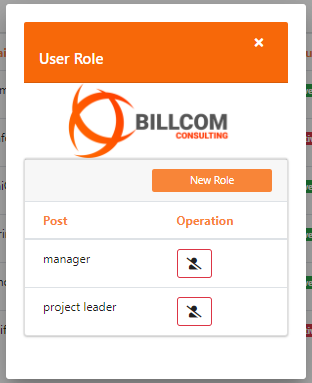 User Role
×
BILLCOM
CONSULTING
New Role
Post Operation
manager
project leader